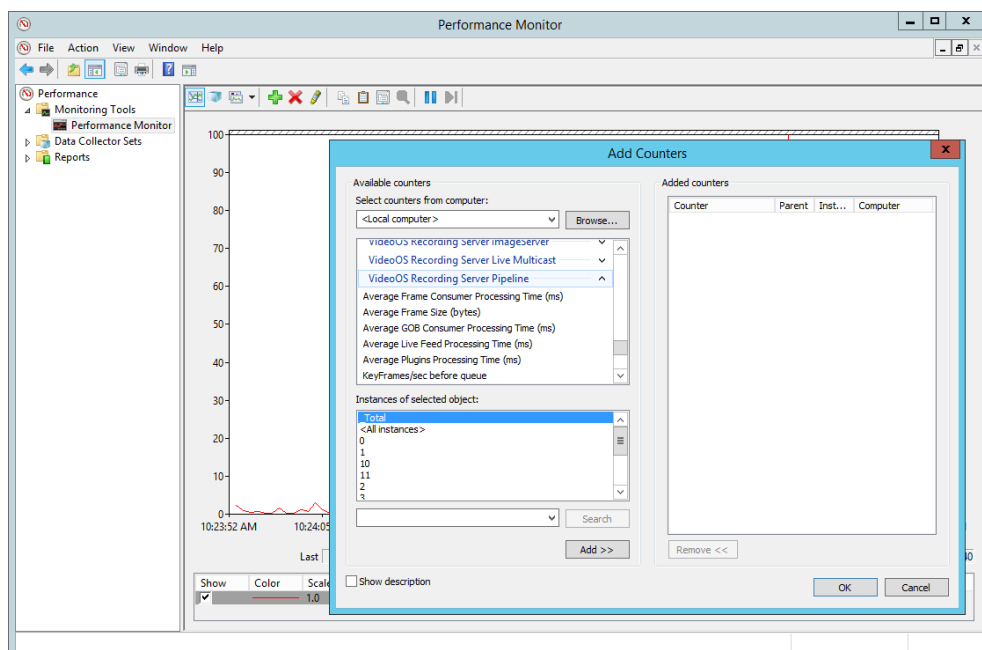 Performance Monitor
File Action View Window Help
Performance
Monitoring Tools
Performance Monitor
Data Collector Sets
Reports
100
90
80
70
60
50
40
30
20
10
0
10:23:52 AM
10:24:05
Last
Show Color Scale
1.0
Add Counters
Available counters
Select counters from computer:
<Local computer>
Browse...
VideoOS Recording Server ImageServer
VideoOS Recording Server Live Multicast
VideoOS Recording Server Pipeline
Average Frame Consumer Processing Time (ms)
Average Frame Size (bytes)
Average GOB Consumer Processing Time (ms)
Average Live Feed Processing Time (ms)
Average Plugins Processing Time (ms)
KeyFrames/sec before queue
Instances of selected object:
_Total
<All instances>
0
1
10
11
2
3
Search
Add >>
Show description
Added counters
Counter Parent Inst... Computer
Remove <<
OK
Cancel